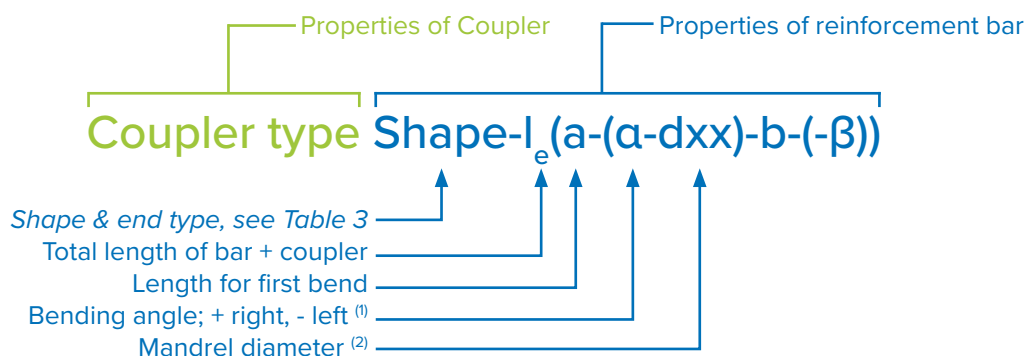 Properties of Coupler Properties of reinforcement bar
Coupler type Shape-lₑ(a-(α-dxx)-b-(-β))
Shape & end type, see Table 3
Total length of bar + coupler
Length for first bend
Bending angle; + right, - left ⁽¹⁾
Mandrel diameter ⁽²⁾